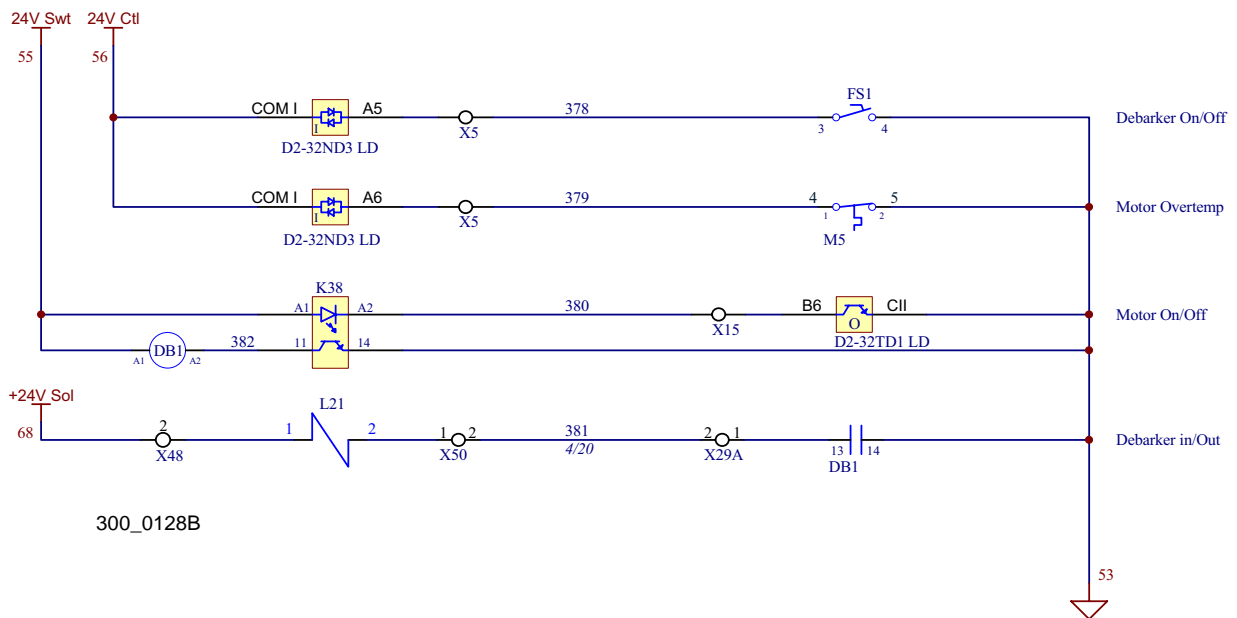 24V Swt 24V Ctl
55 56
COM I A5 378 FS1
I X5 3 4 Debarker On/Off
D2-32ND3 LD
COM I A6 379 4 5
I X5 1 2 Motor Overtemp
D2-32ND3 LD M5
K38
A1 A2 380 B6 CII
X15 O Motor On/Off
D2-32TD1 LD
A1 DB1 A2 382 11 14
+24V Sol
68 2 1 L21 2 1 2 381 2 1
X48 X50 4/20 X29A 13 14 Debarker in/Out
DB1
300_0128B
53